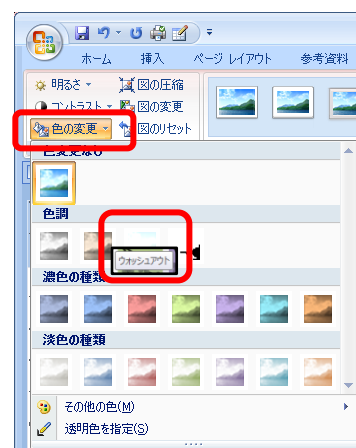 ホーム 挿入 ページ レイアウト 参考資料
明るさ 図の圧縮
コントラスト 図の変更
色の変更 図のリセット
色変更なし
色調
ウォッシュアウト
濃色の種類
淡色の種類
その他の色(M)
透明色を指定(S)